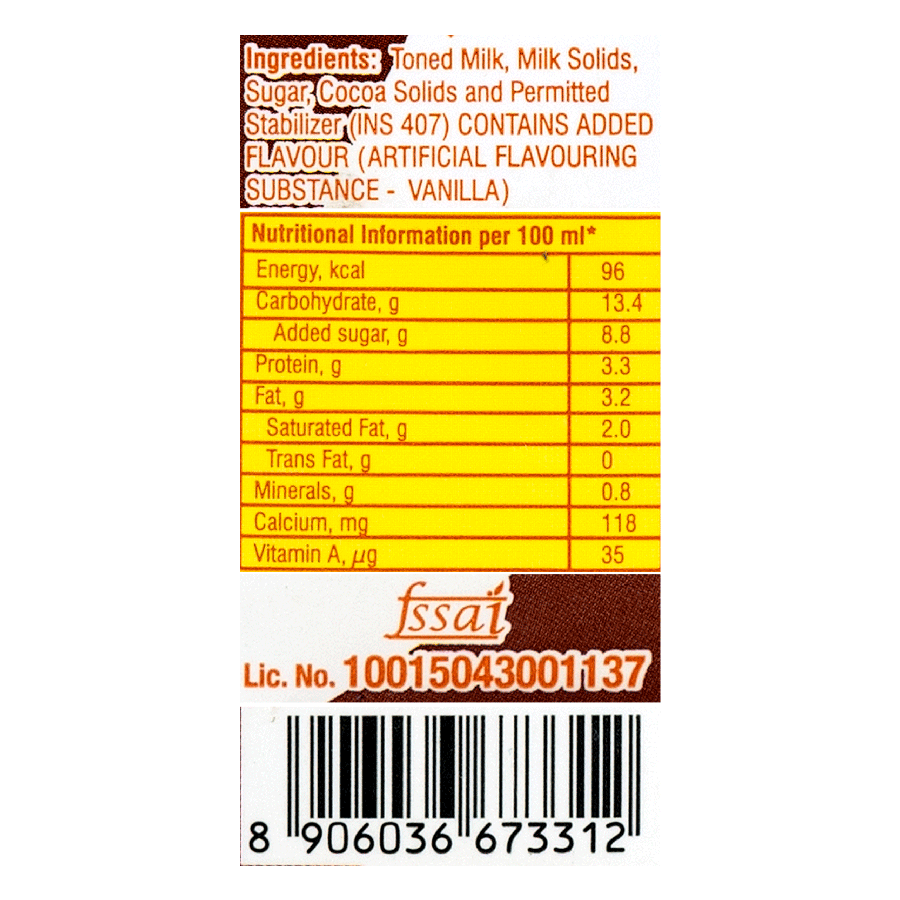 Ingredients: Toned Milk, Milk Solids,
Sugar, Cocoa Solids and Permitted
Stabilizer (INS 407) CONTAINS ADDED
FLAVOUR (ARTIFICIAL FLAVOURING
SUBSTANCE - VANILLA)
Nutritional Information per 100 ml*
Energy, kcal 96
Carbohydrate, g 13.4
Added sugar, g 8.8
Protein, g 3.3
Fat, g 3.2
Saturated Fat, g 2.0
Trans Fat, g 0
Minerals, g 0.8
Calcium, mg 118
Vitamin A, µg 35
fssai
Lic. No. 10015043001137
8 906036 673312